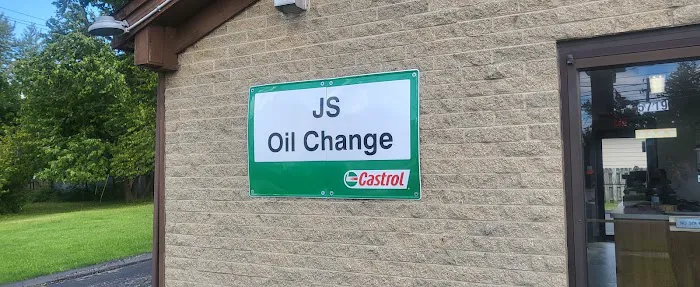 JS
Oil Change
Castrol